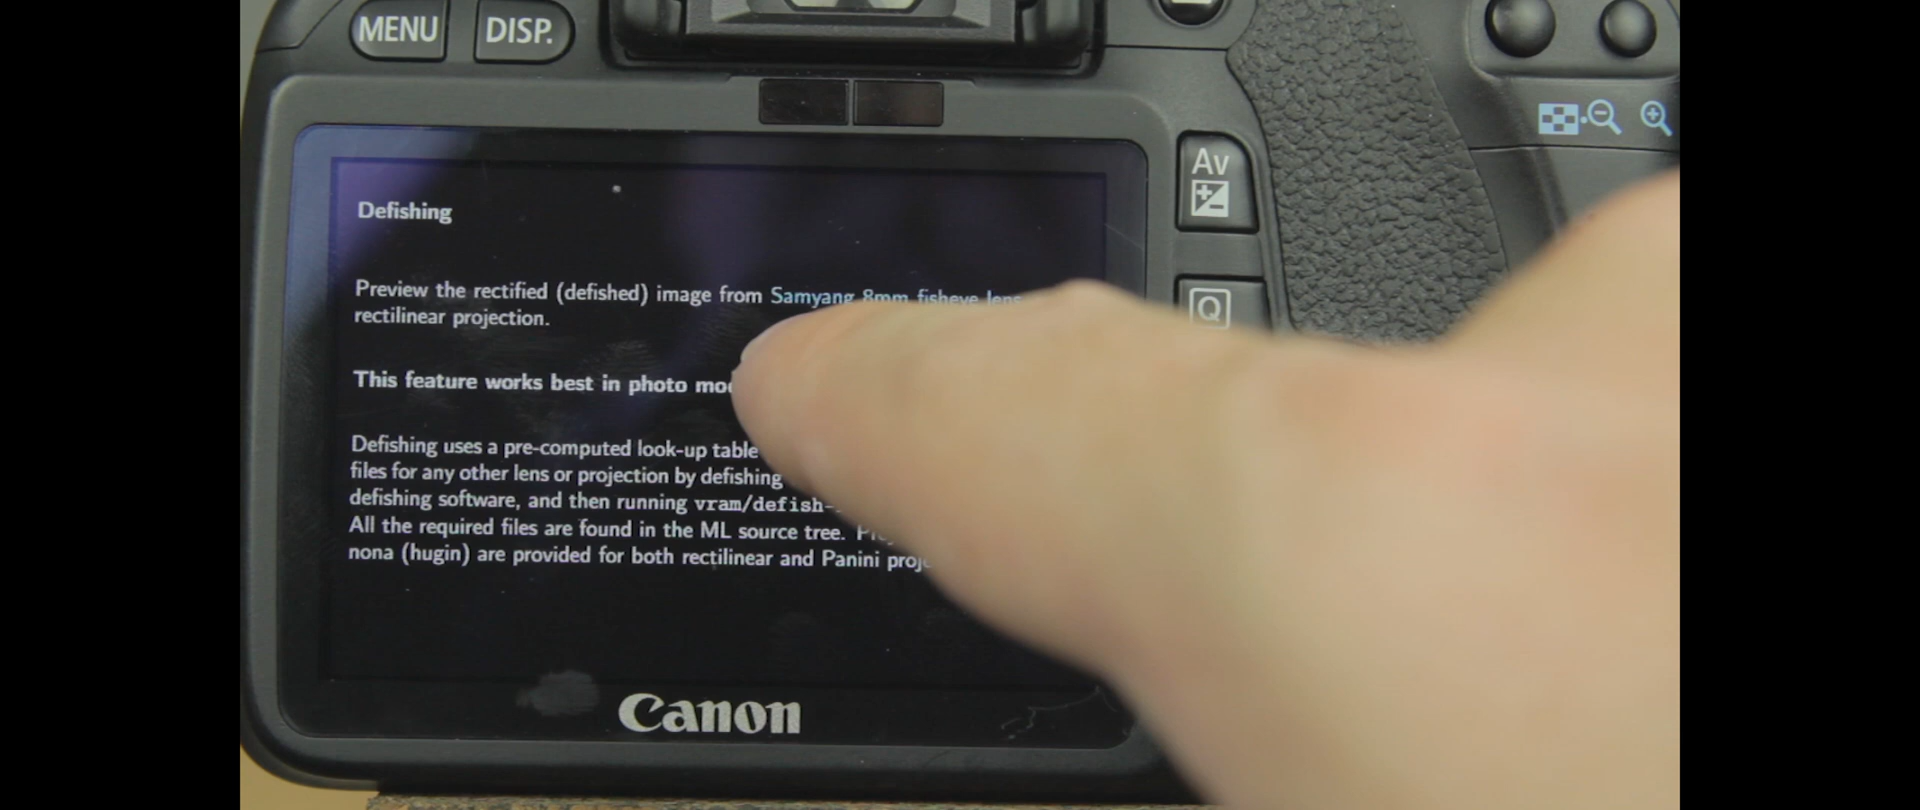 MENU DISP.
Av
Q
Defishing
Preview the rectified (defished) image from Samyang 8mm fisheye lens
rectilinear projection.
This feature works best in photo
Defishing uses a pre-computed look-up table
files for any other lens or projection by defishing
defishing software, and then running vram/defish-
All the required files are found in the ML source tree.
nona (hugin) are provided for both rectilinear and Panini
Canon